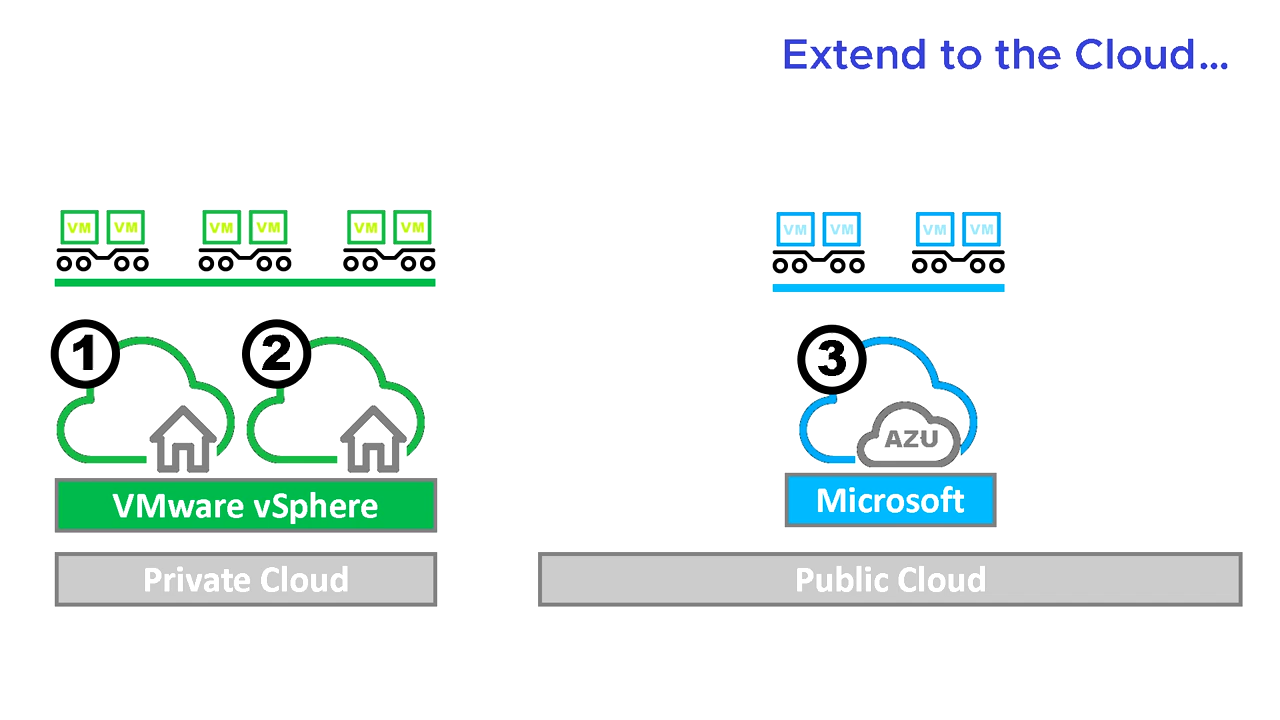 Extend to the Cloud...
VM VM VM VM VM VM
VM VM VM VM
1 2 3
AZU
VMware vSphere
Microsoft
Private Cloud
Public Cloud